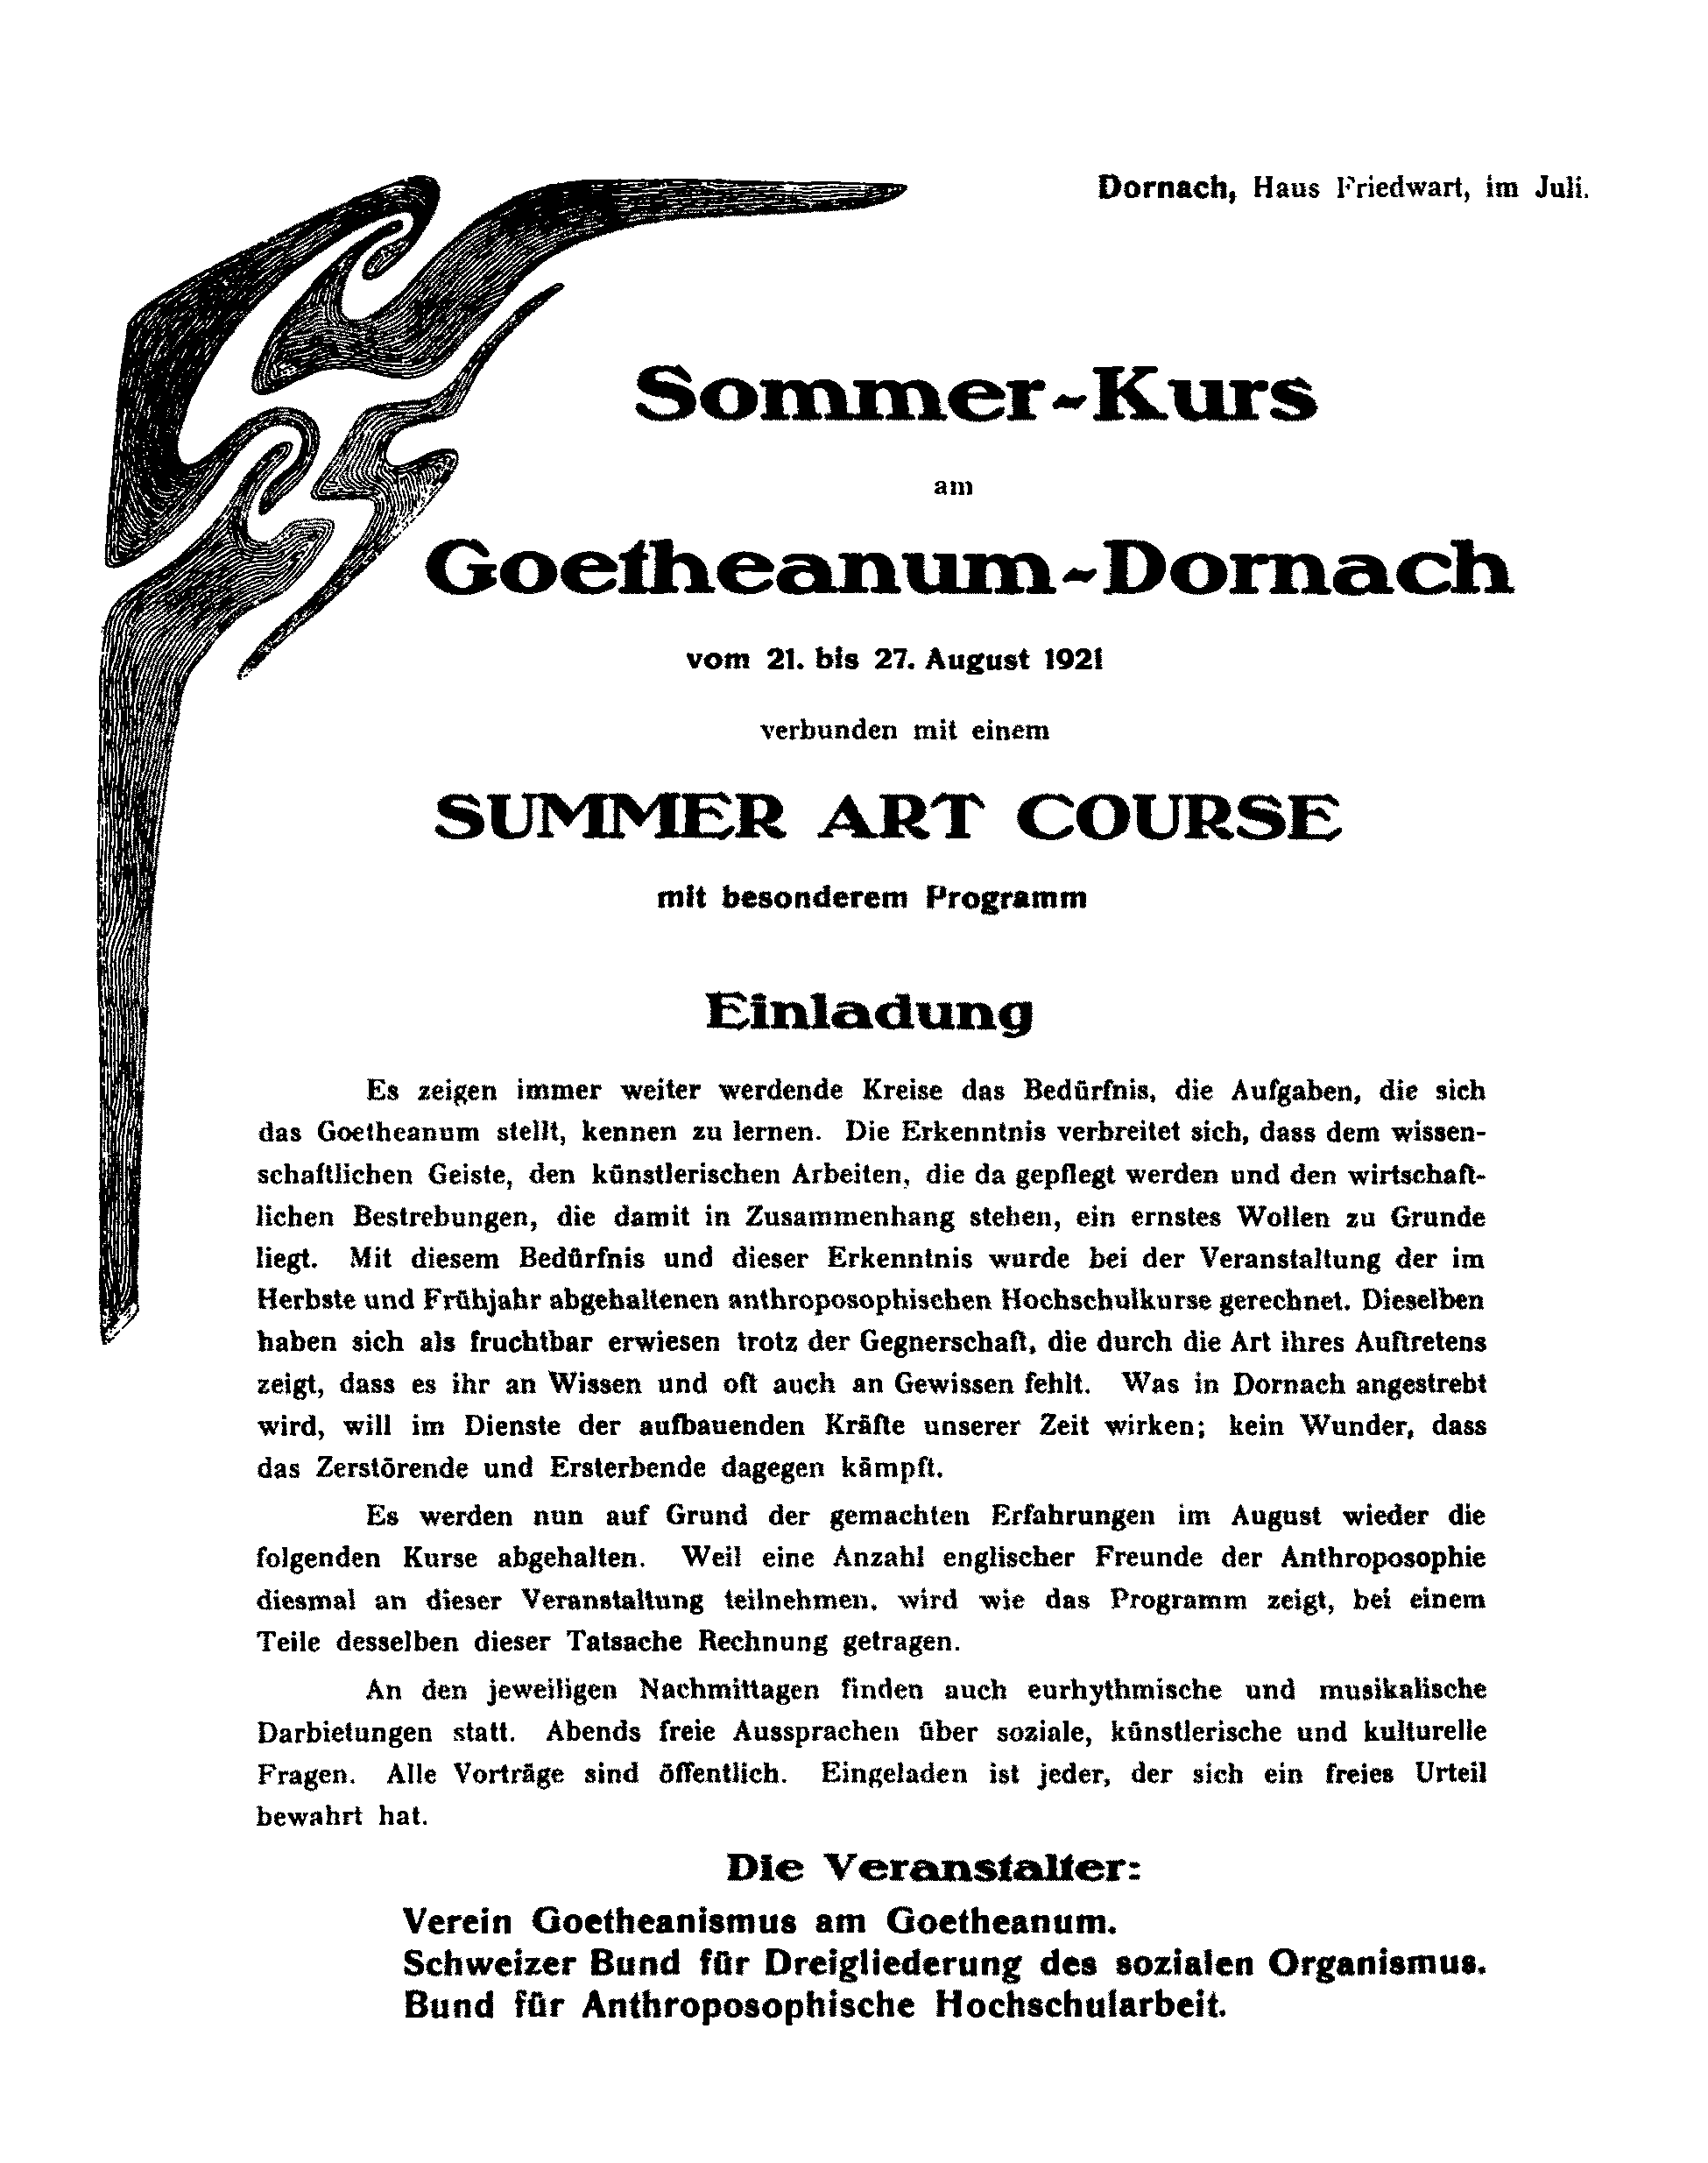 Dornach, Haus Friedwart, im Juli.
Sommer-Kurs
am
Goetheanum-Dornach
vom 21. bis 27. August 1921
verbunden mit einem
SUMMER ART COURSE
mit besonderem Programm
Einladung
Es zeigen immer weiter werdende Kreise das Bedürfnis, die Aufgaben, die sich
das Goetheanum stellt, kennen zu lernen. Die Erkenntnis verbreitet sich, dass dem wissen-
schaftlichen Geiste, den künstlerischen Arbeiten, die da gepflegt werden und den wirtschaft-
lichen Bestrebungen, die damit in Zusammenhang stehen, ein ernstes Wollen zu Grunde
liegt. Mit diesem Bedürfnis und dieser Erkenntnis wurde bei der Veranstaltung der im
Herbste und Frühjahr abgehaltenen anthroposophischen Hochschulkurse gerechnet. Dieselben
haben sich als fruchtbar erwiesen trotz der Gegnerschaft, die durch die Art ihres Auftretens
zeigt, dass es ihr an Wissen und oft auch an Gewissen fehlt. Was in Dornach angestrebt
wird, will im Dienste der aufbauenden Kräfte unserer Zeit wirken; kein Wunder, dass
das Zerstörende und Ersterbende dagegen kämpft.
Es werden nun auf Grund der gemachten Erfahrungen im August wieder die
folgenden Kurse abgehalten. Weil eine Anzahl englischer Freunde der Anthroposophie
diesmal an dieser Veranstaltung teilnehmen, wird wie das Programm zeigt, bei einem
Teile desselben dieser Tatsache Rechnung getragen.
An den jeweiligen Nachmittagen finden auch eurhythmische und musikalische
Darbietungen statt. Abends freie Aussprachen über soziale, künstlerische und kulturelle
Fragen. Alle Vorträge sind öffentlich. Eingeladen ist jeder, der sich ein freies Urteil
bewahrt hat.
Die Veranstalter:
Verein Goetheanismus am Goetheanum.
Schweizer Bund für Dreigliederung des sozialen Organismus.
Bund für Anthroposophische Hochschularbeit.